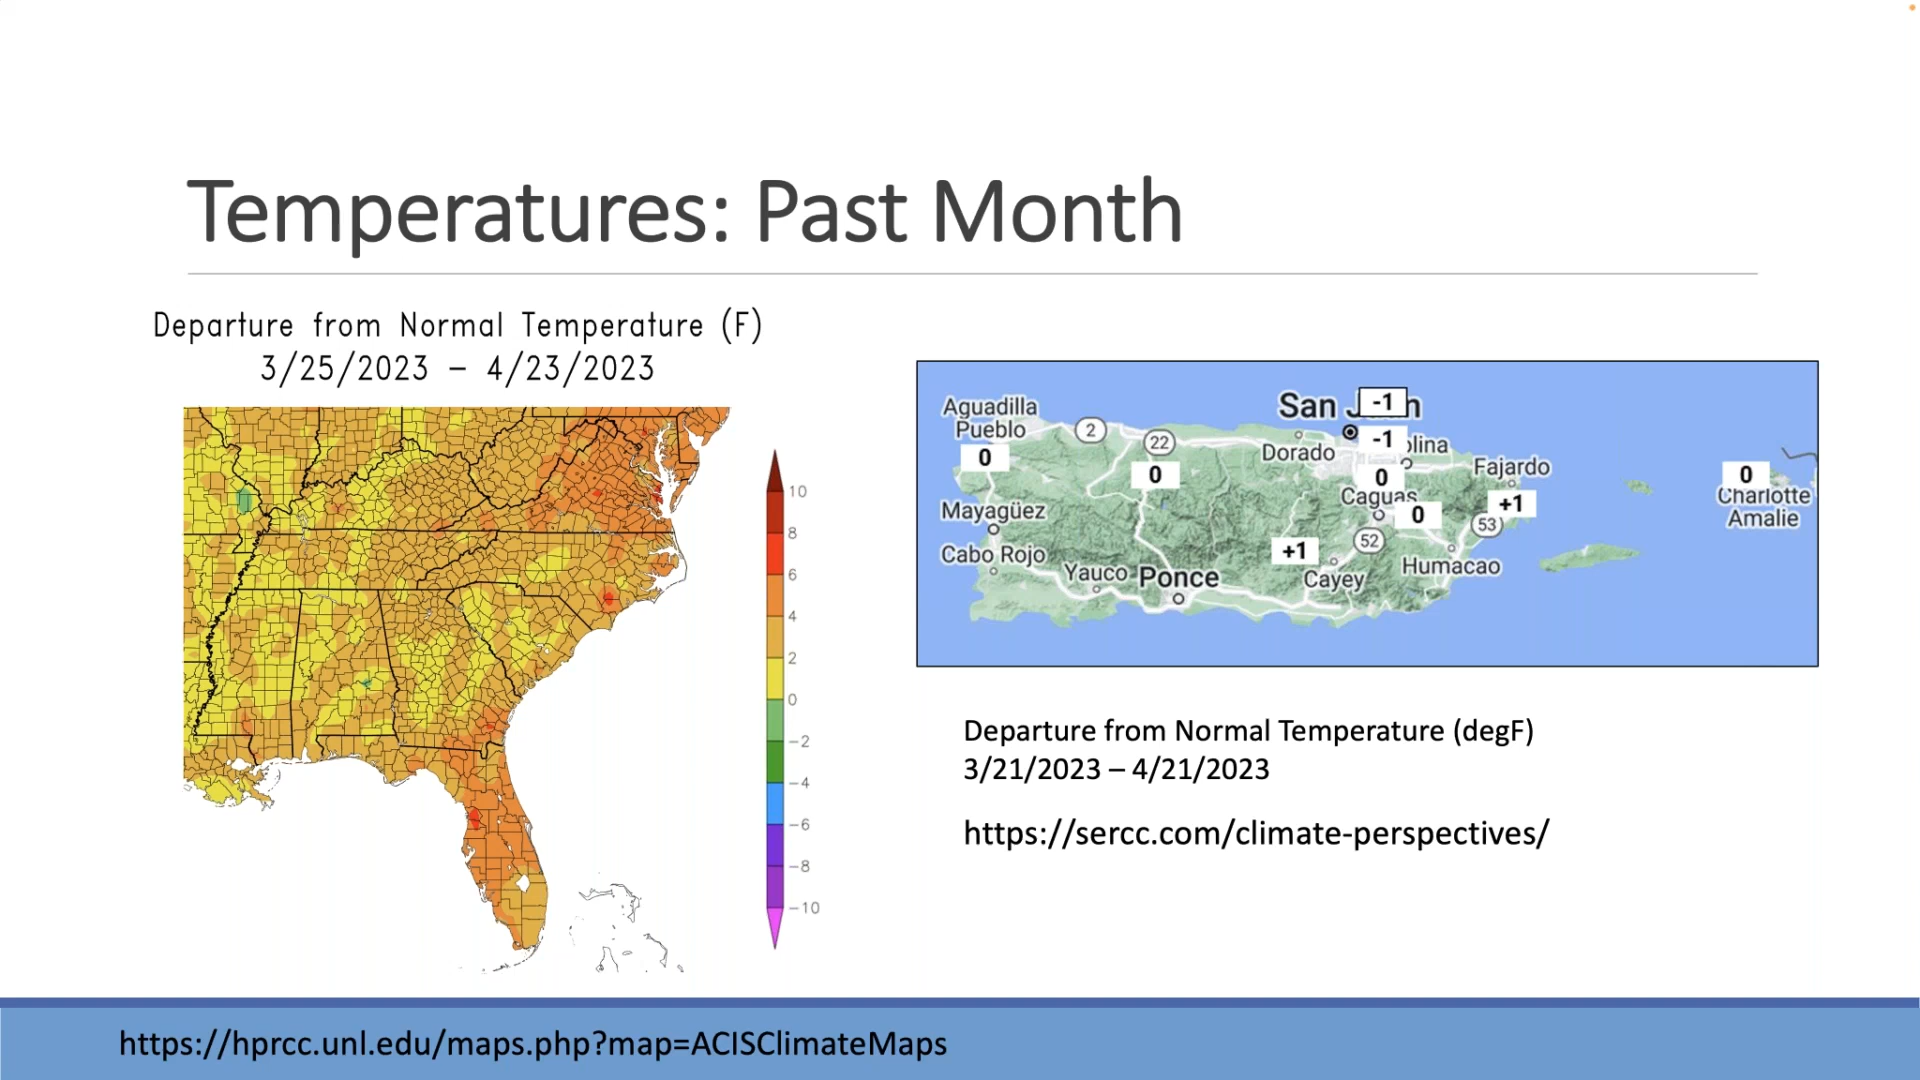 Temperatures: Past Month
Departure from Normal Temperature (F)
3/25/2023 – 4/23/2023
10
8
6
4
2
0
−2
−4
−6
−8
−10
Aguadilla
Pueblo
0
2
22
0
San J n
-1
-1
olina
Dorado
0
Caguas
0
Fajardo
+1
53
Mayagüez
Cabo Rojo
Yauco
Ponce
+1
52
Cayey
Humacao
0
Charlotte
Amalie
Departure from Normal Temperature (degF)
3/21/2023 – 4/21/2023
https://sercc.com/climate-perspectives/
https://hprcc.unl.edu/maps.php?map=ACISClimateMaps